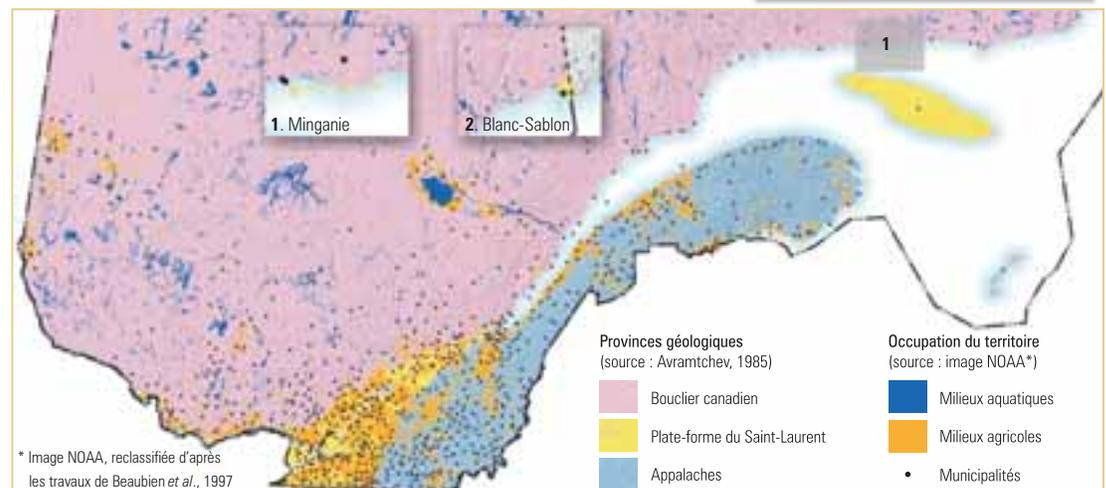 1
1. Minganie
2. Blanc-Sablon
Provinces géologiques
(source : Avramtchev, 1985)
Bouclier canadien
Plate-forme du Saint-Laurent
Appalaches
Occupation du territoire
(source : image NOAA*)
Milieux aquatiques
Milieux agricoles
Municipalités
* Image NOAA, reclassifiée d'après
les travaux de Beaubien et al., 1997